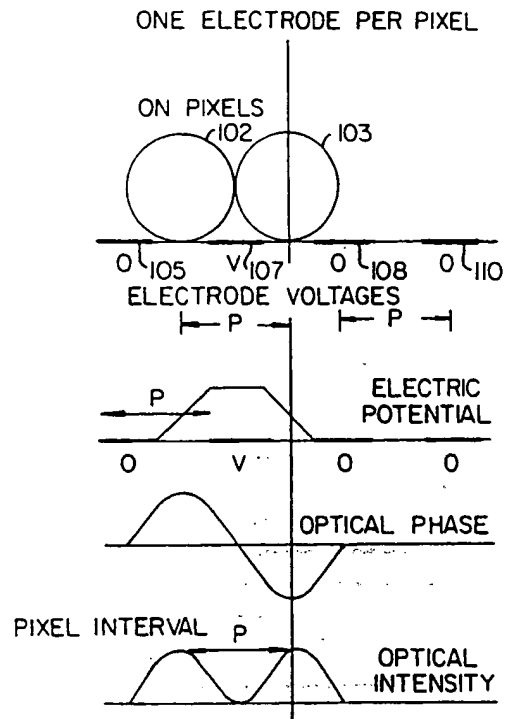 ONE ELECTRODE PER PIXEL
ON PIXELS
102
103
0 105 V 107 0 108 0 110
ELECTRODE VOLTAGES
P P
P
ELECTRIC
POTENTIAL
0 V 0 0
OPTICAL PHASE
PIXEL INTERVAL
P
OPTICAL
INTENSITY